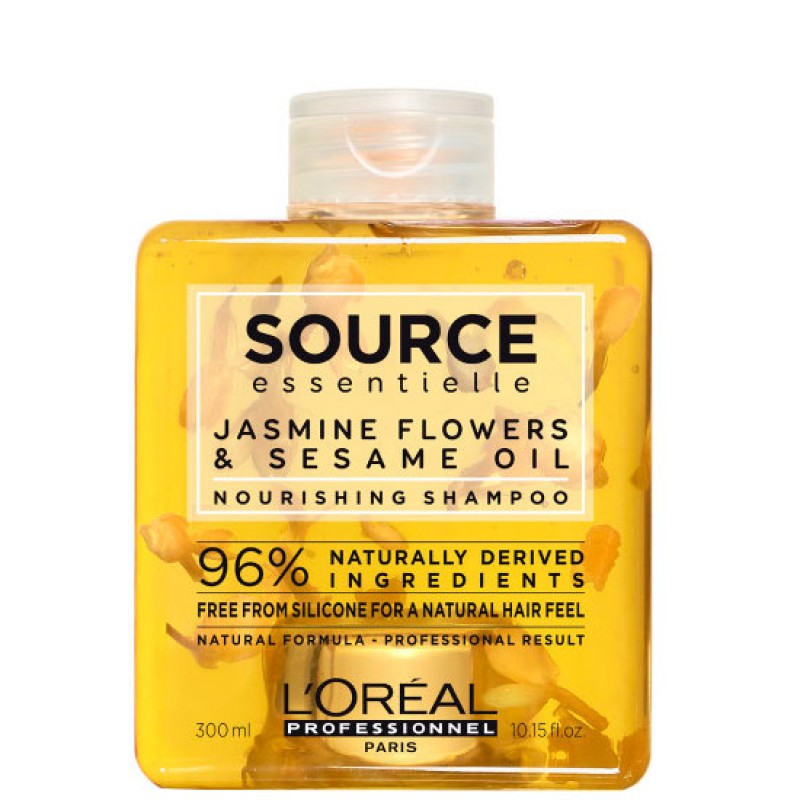 SOURCE
essentielle
JASMINE FLOWERS
& SESAME OIL
NOURISHING SHAMPOO
96% NATURALLY DERIVED
INGREDIENTS
FREE FROM SILICONE FOR A NATURAL HAIR FEEL
NATURAL FORMULA - PROFESSIONAL RESULT
L'ORÉAL
PROFESSIONNEL
PARIS
300 ml
10.15 fl.oz.